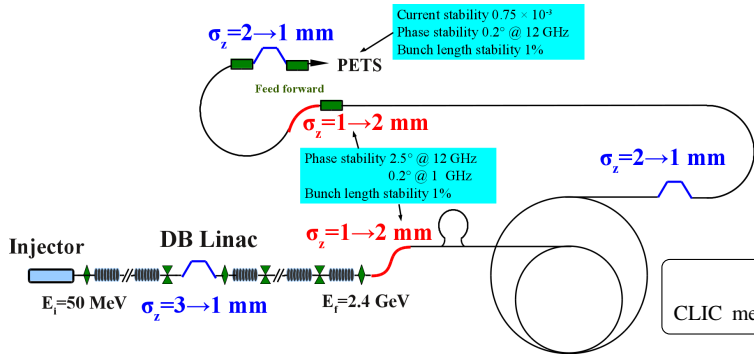 Current stability 0.75 × 10⁻³
Phase stability 0.2° @ 12 GHz
Bunch length stability 1%
σz=2→1 mm
PETS
Feed forward
σz=1→2 mm
Phase stability 2.5° @ 12 GHz
0.2° @ 1 GHz
Bunch length stability 1%
σz=2→1 mm
σz=1→2 mm
DB Linac
Injector
Ei=50 MeV
σz=3→1 mm
Ef=2.4 GeV
CLIC me